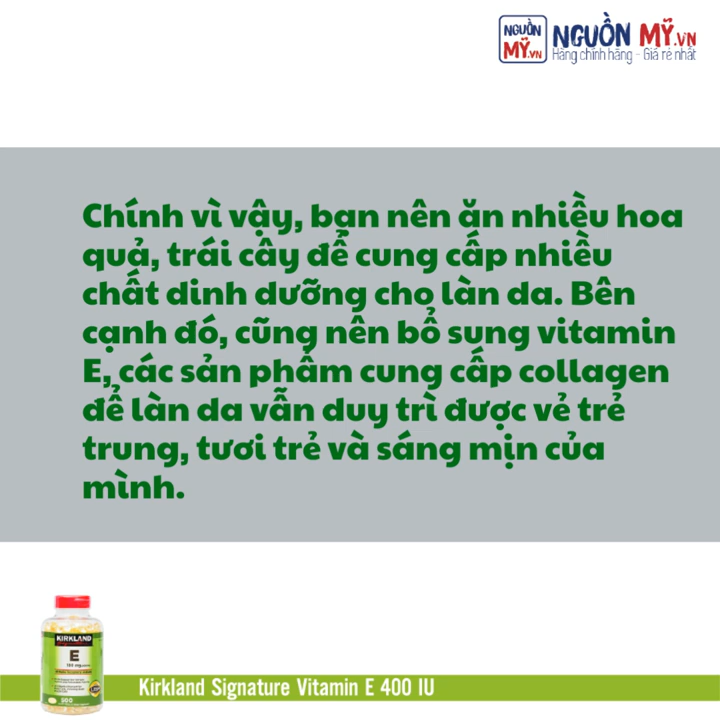 NGUỒN
MỸ.VN
NGUỒN MỸ.VN
Hàng chính hãng - Giá rẻ nhất
Chính vì vậy, bạn nên ăn nhiều hoa
quả, trái cây để cung cấp nhiều
chất dinh dưỡng cho làn da. Bên
cạnh đó, cũng nên bổ sung vitamin
E, các sản phẩm cung cấp collagen
để làn da vẫn duy trì được vẻ trẻ
trung, tươi trẻ và sáng mịn của
mình.
KIRKLAND
E
500
Kirkland Signature Vitamin E 400 IU